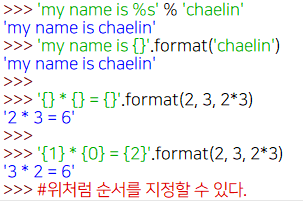 >>> 'my name is %s' % 'chaelin'
'my name is chaelin'
>>> 'my name is {}'.format('chaelin')
'my name is chaelin'
>>>
>>> '{} * {} = {}'.format(2, 3, 2*3)
'2 * 3 = 6'
>>>
>>> '{1} * {0} = {2}'.format(2, 3, 2*3)
'3 * 2 = 6'
>>> #위처럼 순서를 지정할 수 있다.